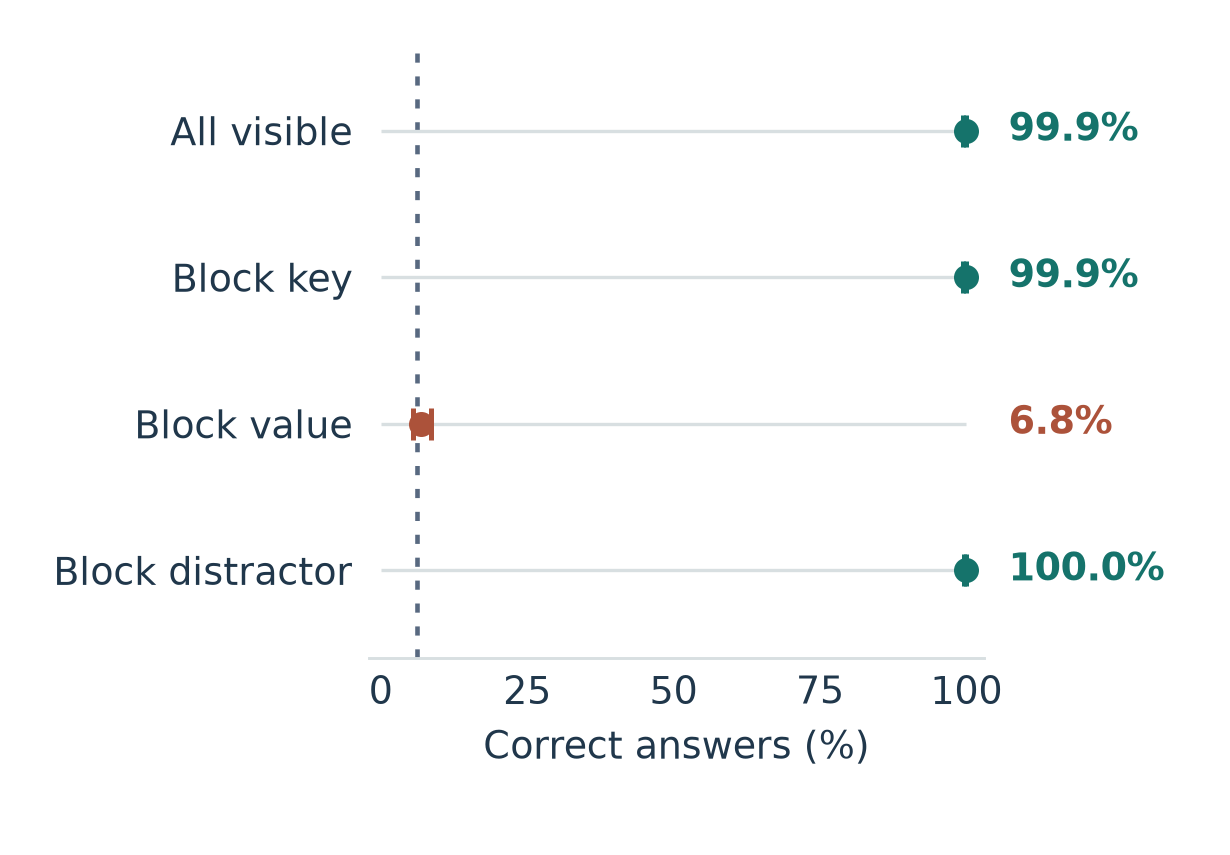 All visible 99.9%
Block key 99.9%
Block value 6.8%
Block distractor 100.0%
0 25 50 75 100
Correct answers (%)